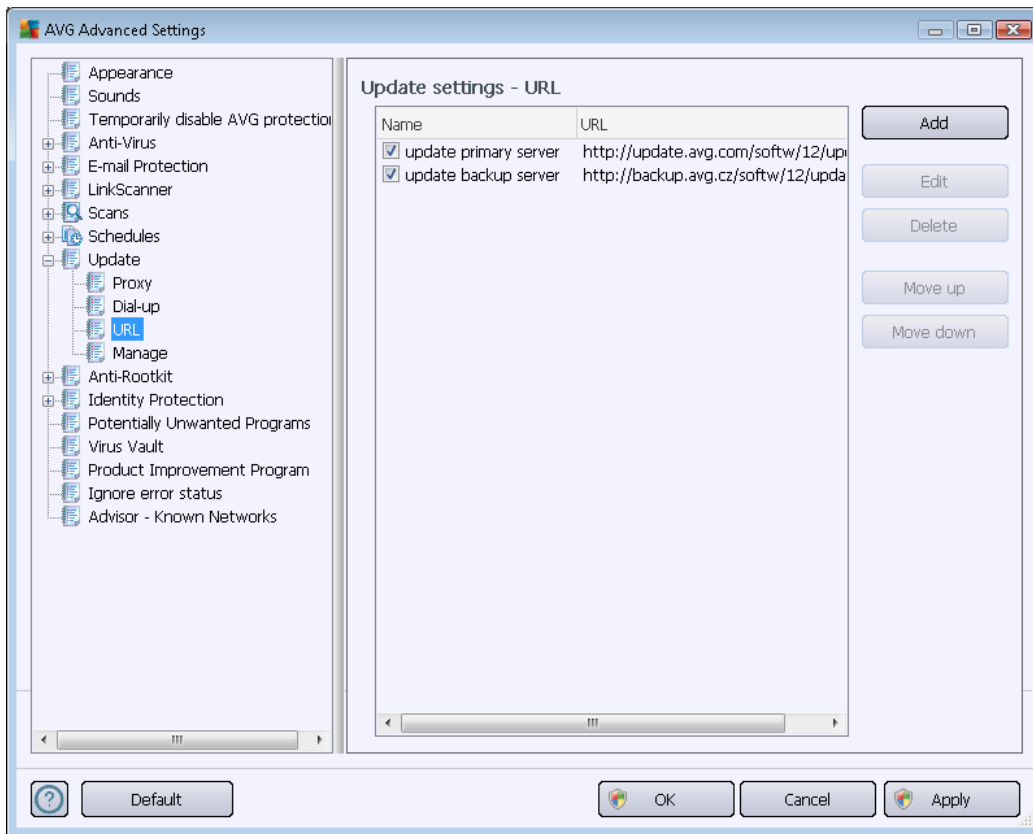 AVG Advanced Settings
Appearance
Sounds
Temporarily disable AVG protection
Anti-Virus
E-mail Protection
LinkScanner
Scans
Schedules
Update
Proxy
Dial-up
URL
Manage
Anti-Rootkit
Identity Protection
Potentially Unwanted Programs
Virus Vault
Product Improvement Program
Ignore error status
Advisor - Known Networks
Update settings - URL
Name URL
update primary server http://update.avg.com/softw/12/up
update backup server http://backup.avg.cz/softw/12/upda
Add
Edit
Delete
Move up
Move down
Default
OK
Cancel
Apply